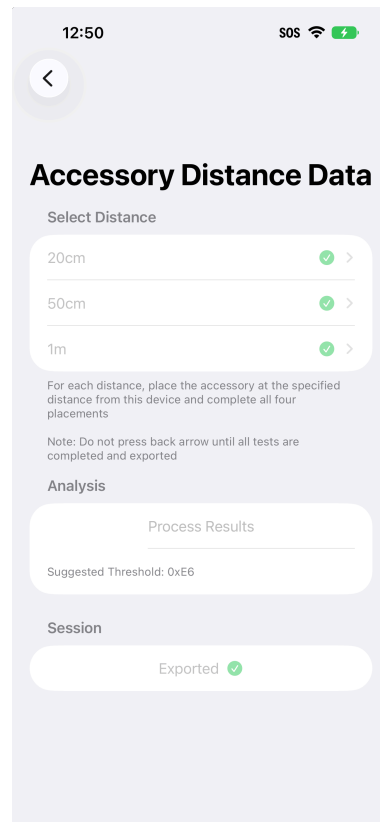 12:50
SOS
Accessory Distance Data
Select Distance
20cm
50cm
1m
For each distance, place the accessory at the specified
distance from this device and complete all four
placements
Note: Do not press back arrow until all tests are
completed and exported
Analysis
Process Results
Suggested Threshold: 0xE6
Session
Exported